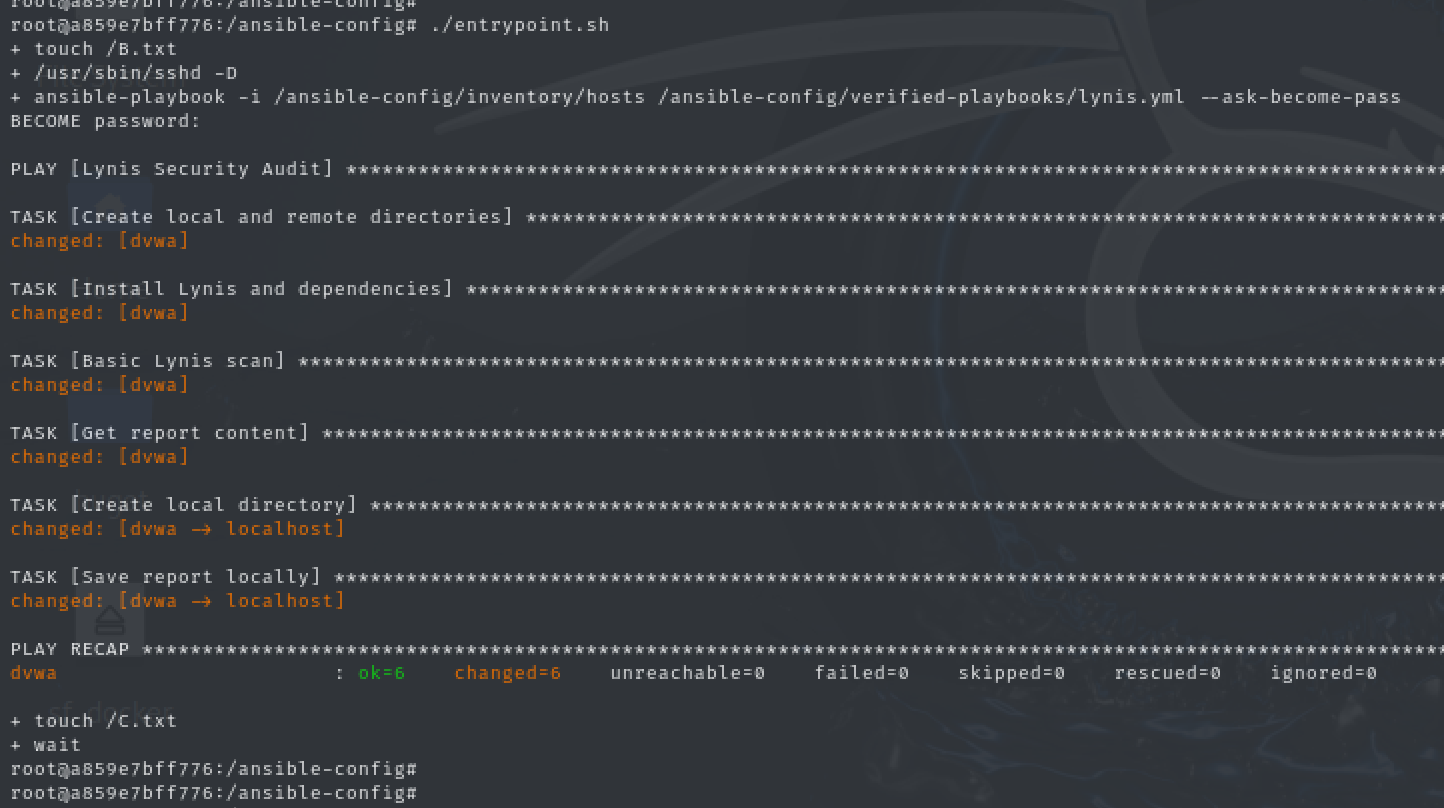 root@a859e7bff776:/ansible-config#
root@a859e7bff776:/ansible-config# ./entrypoint.sh
+ touch /B.txt
+ /usr/sbin/sshd -D
+ ansible-playbook -i /ansible-config/inventory/hosts /ansible-config/verified-playbooks/lynis.yml --ask-become-pass
BECOME password:
PLAY [Lynis Security Audit] ********************************************************************************************
TASK [Create local and remote directories] *****************************************************************************
changed: [dvwa]
TASK [Install Lynis and dependencies] **********************************************************************************
changed: [dvwa]
TASK [Basic Lynis scan] ************************************************************************************************
changed: [dvwa]
TASK [Get report content] **********************************************************************************************
changed: [dvwa]
TASK [Create local directory] ******************************************************************************************
changed: [dvwa -> localhost]
TASK [Save report locally] *********************************************************************************************
changed: [dvwa -> localhost]
PLAY RECAP *************************************************************************************************************
dvwa : ok=6 changed=6 unreachable=0 failed=0 skipped=0 rescued=0 ignored=0
+ touch /C.txt
+ wait
root@a859e7bff776:/ansible-config#
root@a859e7bff776:/ansible-config#